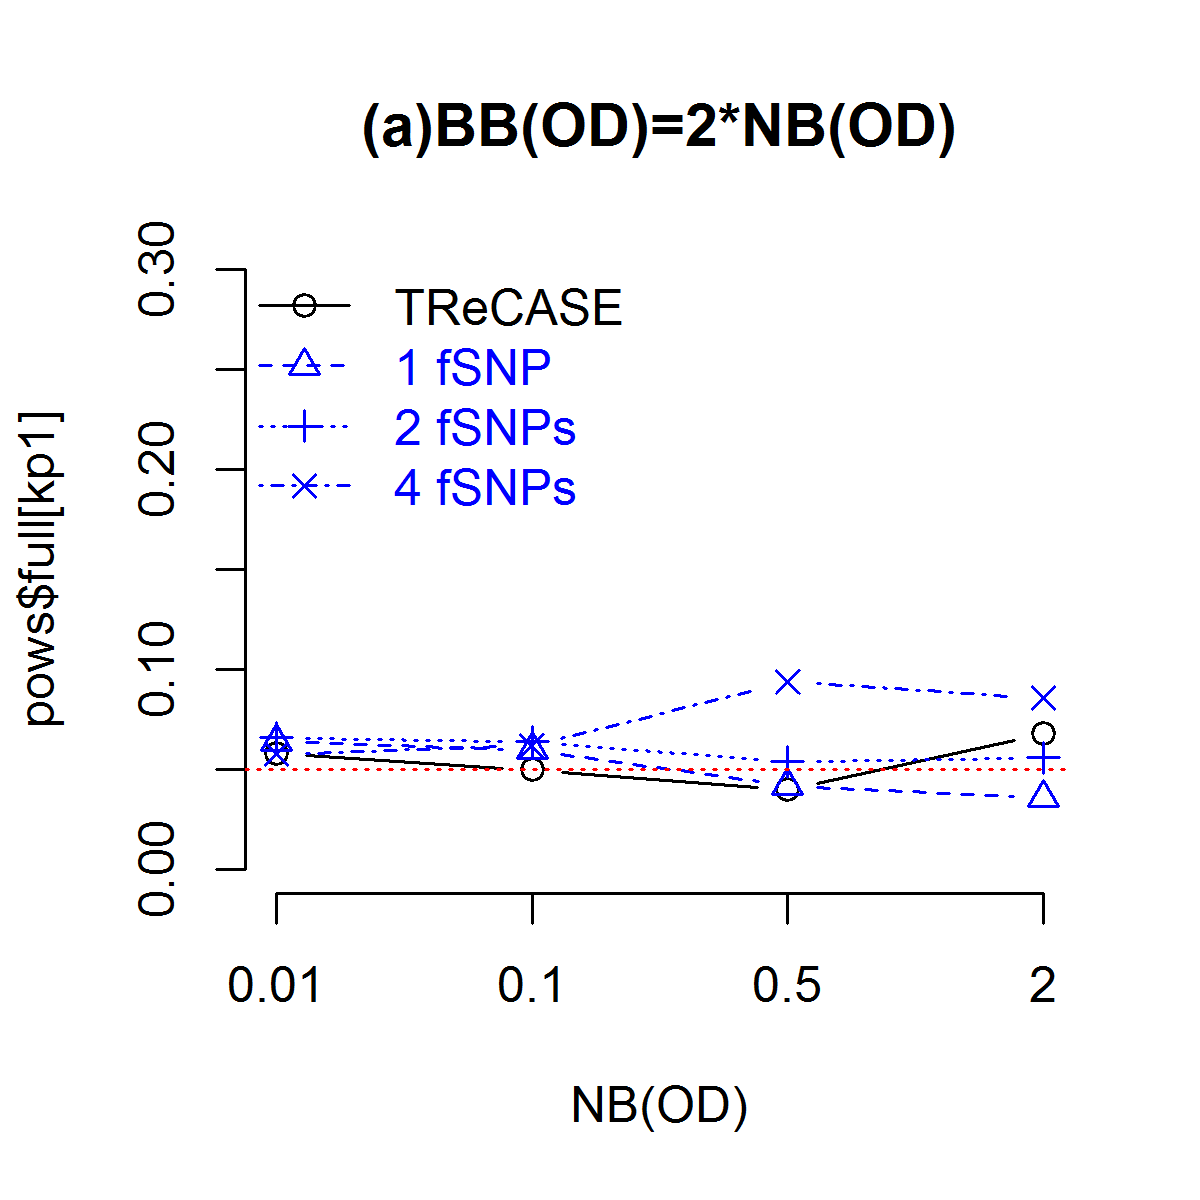 (a)BB(OD)=2*NB(OD)
pows$full[kp1]
0.30
0.20
0.10
0.00
TReCASE
1 fSNP
2 fSNPs
4 fSNPs
0.01 0.1 0.5 2
NB(OD)